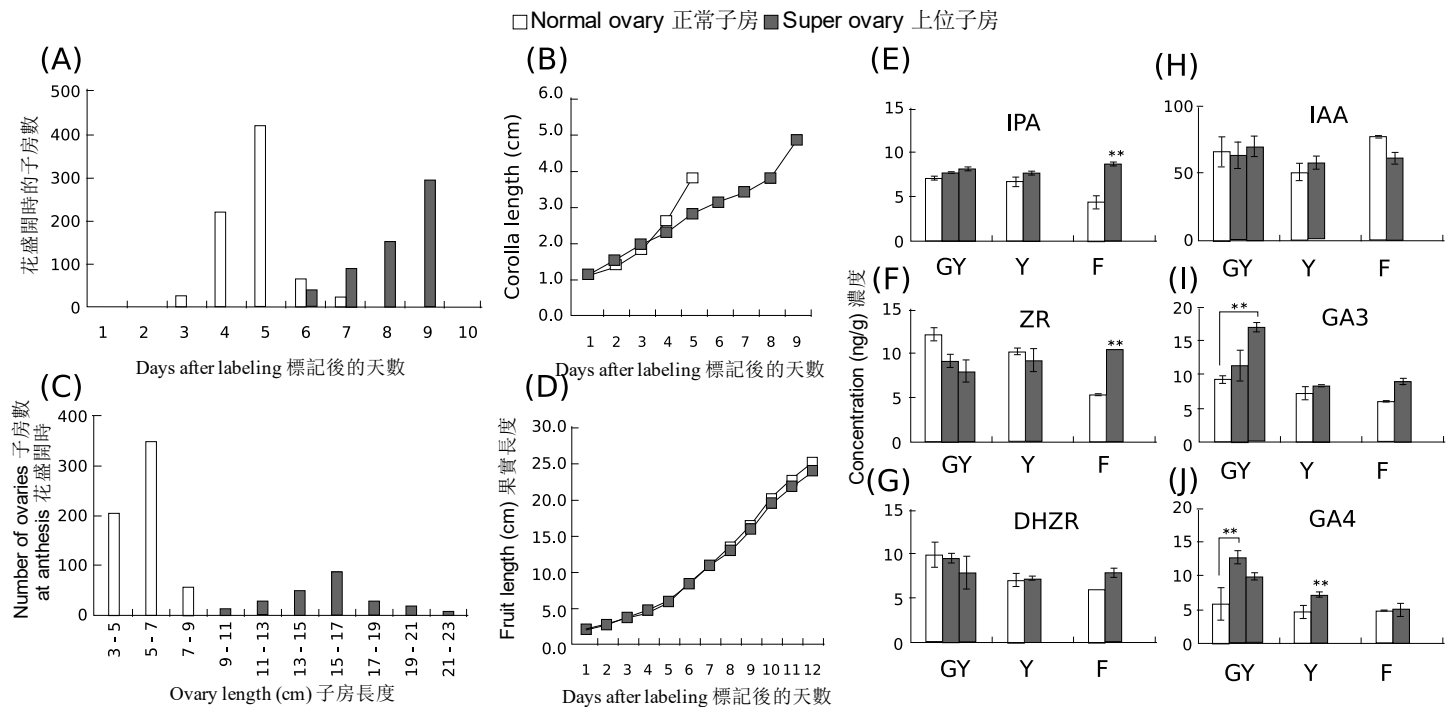 Normal ovary 正常子房 Super ovary 上位子房
(A)
花盛開時的子房數
500
400
300
200
100
0
1 2 3 4 5 6 7 8 9 10
Days after labeling 標記後的天數
(B)
Corolla length (cm)
6.0
5.0
4.0
3.0
2.0
1.0
0.0
1 2 3 4 5 6 7 8 9
Days after labeling 標記後的天數
(C)
Number of ovaries 子房數
at anthesis 花盛開時
400
300
200
100
0
3 - 5
5 - 7
7 - 9
9 - 11
11 - 13
13 - 15
15 - 17
17 - 19
19 - 21
21 - 23
Ovary length (cm) 子房長度
(D)
Fruit length (cm) 果實長度
30.0
25.0
20.0
15.0
10.0
5.0
0.0
1 2 3 4 5 6 7 8 9 10 11 12
Days after labeling 標記後的天數
Concentration (ng/g) 濃度
(E)
IPA
15
10
5
0
**
GY Y F
(F)
ZR
15
10
5
0
**
GY Y F
(G)
DHZR
15
10
5
0
GY Y F
(H)
IAA
100
50
0
GY Y F
(I)
GA3
20
15
10
5
0
**
GY Y F
(J)
GA4
20
15
10
5
0
**
**
GY Y F